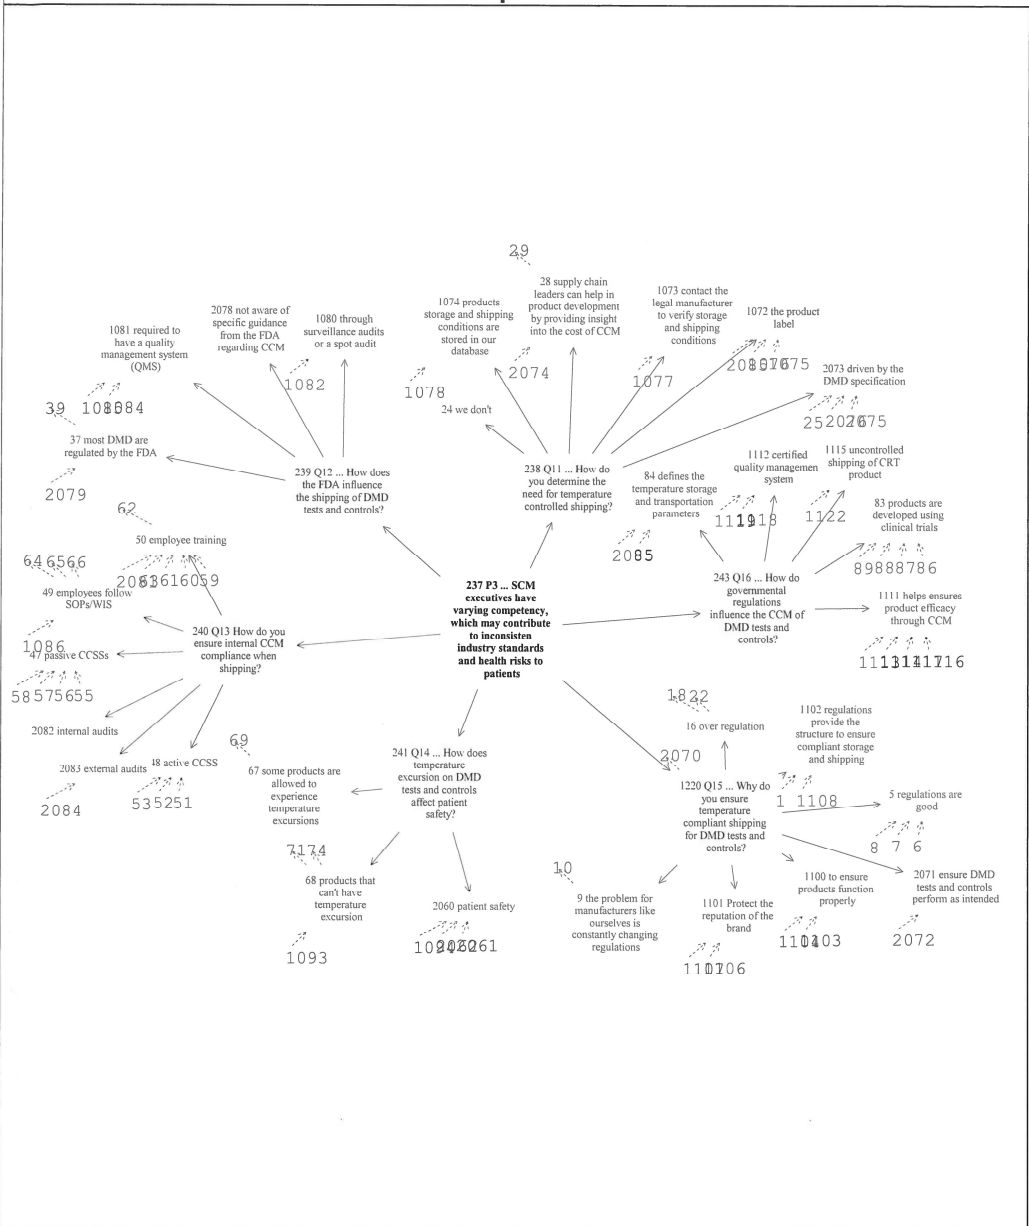 29
28 supply chain
leaders can help in
product development
by providing insight
into the cost of CCM
2074
1074 products
storage and shipping
conditions are
stored in our
database
1078
24 we don't
1073 contact the
legal manufacturer
to verify storage
and shipping
conditions
1077
1072 the product
label
2073 driven by the
DMD specification
2078 not aware of
specific guidance
from the FDA
regarding CCM
1080 through
surveillance audits
or a spot audit
1082
1081 required to
have a quality
management system
(QMS)
39
37 most DMD are
regulated by the FDA
2079
239 Q12 ... How does
the FDA influence
the shipping of DMD
tests and controls?
238 Q11 ... How do
you determine the
need for temperature
controlled shipping?
84 defines the
temperature storage
and transportation
parameters
2085
1112 certified
quality managemen
system
1115 uncontrolled
shipping of CRT
product
1122
83 products are
developed using
clinical trials
89888786
1111 helps ensures
product efficacy
through CCM
243 Q16 ... How do
governmental
regulations
influence the CCM of
DMD tests and
controls?
62
50 employee training
646566
49 employees follow
SOPs/WIS
1086
47 passive CCSSs
58575655
240 Q13 How do you
ensure internal CCM
compliance when
shipping?
2082 internal audits
2083 external audits
2084
48 active CCSS
535251
237 P3 ... SCM
executives have
varying competency,
which may contribute
to inconsisten
industry standards
and health risks to
patients
241 Q14 ... How does
temperature
excursion on DMD
tests and controls
affect patient
safety?
69
67 some products are
allowed to
experience
temperature
excursions
7174
68 products that
can't have
temperature
excursion
1093
2060 patient safety
1822
16 over regulation
2070
1220 Q15 ... Why do
you ensure
temperature
compliant shipping
for DMD tests and
controls?
1102 regulations
provide the
structure to ensure
compliant storage
and shipping
1 1108
5 regulations are
good
8 7 6
2071 ensure DMD
tests and controls
perform as intended
2072
1100 to ensure
products function
properly
1101 Protect the
reputation of the
brand
10
9 the problem for
manufacturers like
ourselves is
constantly changing
regulations